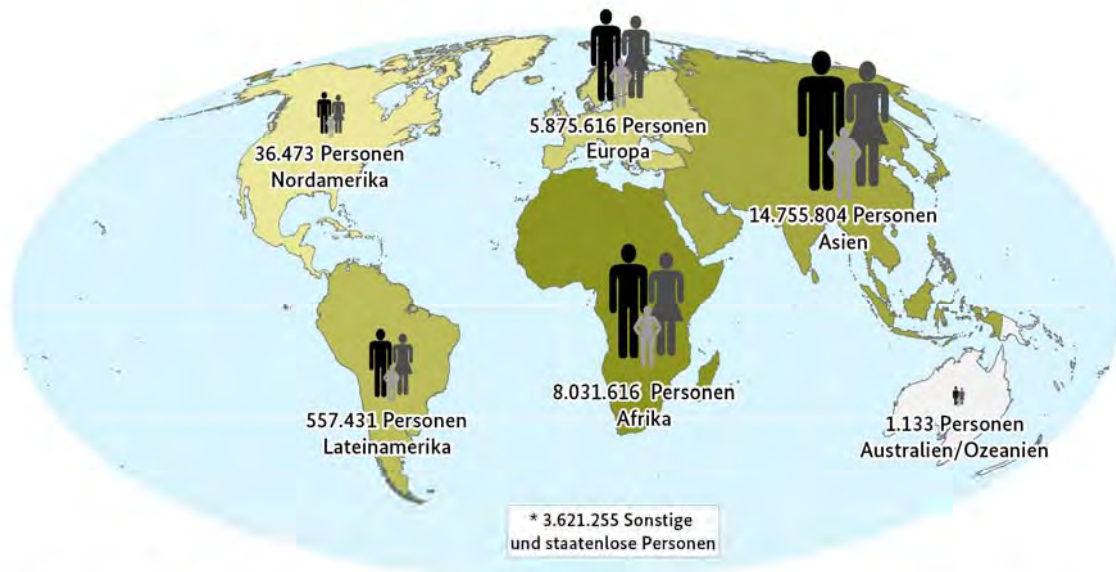 5.875.616 Personen
Europa
36.473 Personen
Nordamerika
14.755.804 Personen
Asien
8.031.616 Personen
Afrika
557.431 Personen
Lateinamerika
1.133 Personen
Australien/Ozeanien
* 3.621.255 Sonstige
und staatenlose Personen